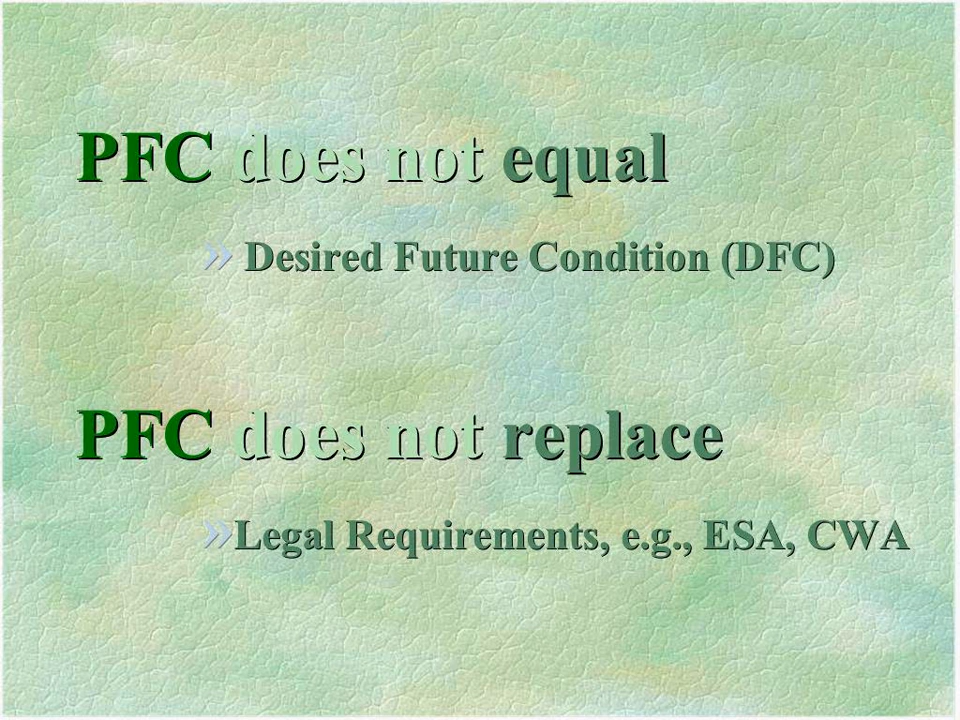 PFC does not equal
» Desired Future Condition (DFC)
PFC does not replace
»Legal Requirements, e.g., ESA, CWA